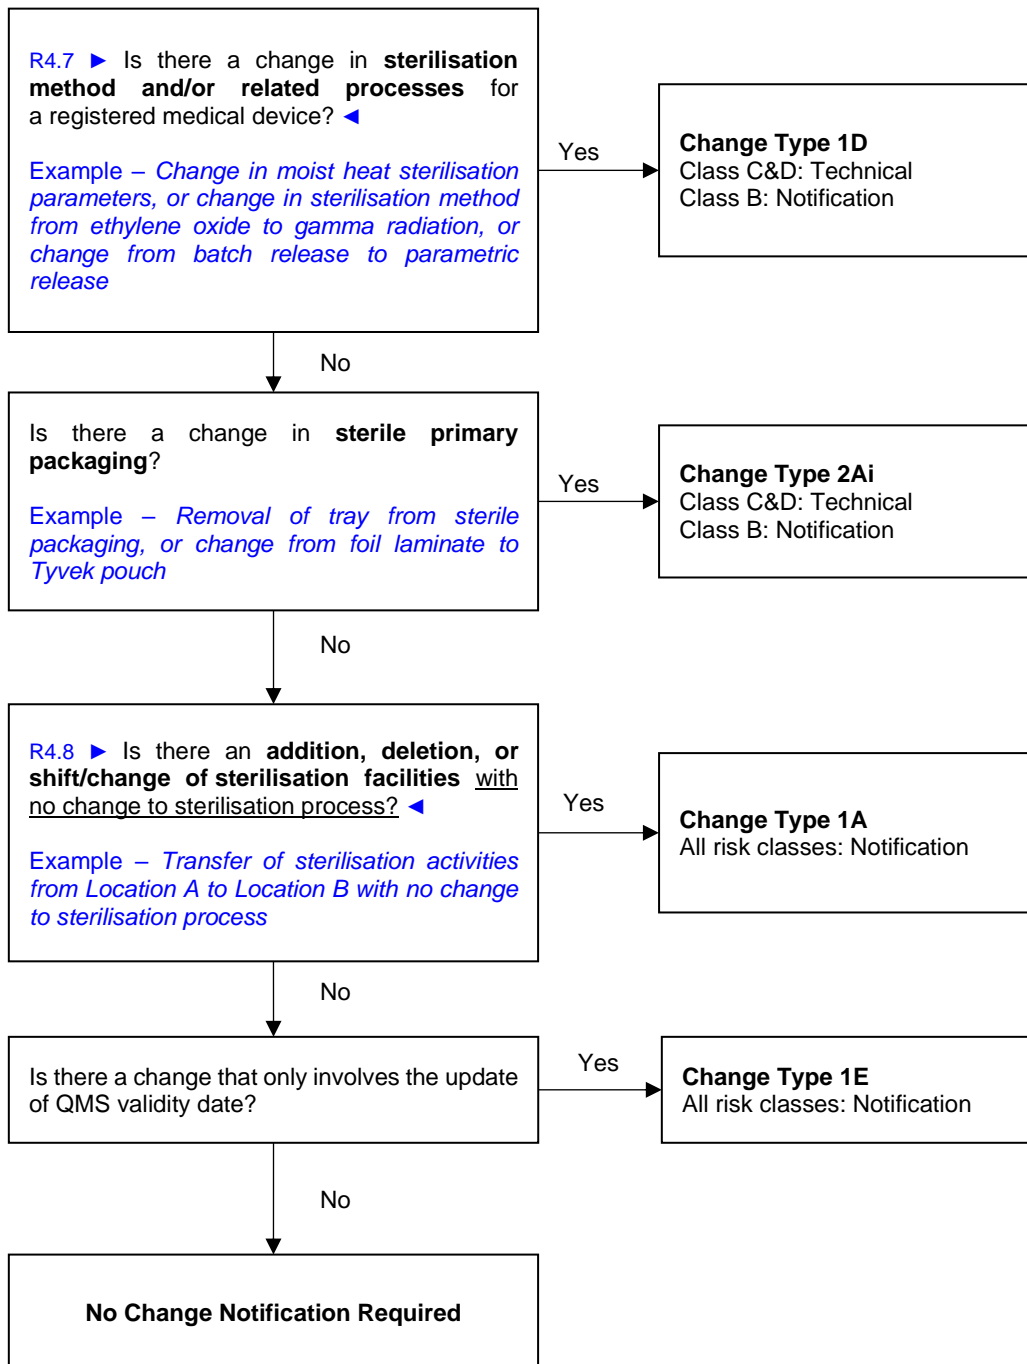 R4.7 ► Is there a change in sterilisation
method and/or related processes for
a registered medical device? ◄
Example – Change in moist heat sterilisation
parameters, or change in sterilisation method
from ethylene oxide to gamma radiation, or
change from batch release to parametric
release
Yes
Change Type 1D
Class C&D: Technical
Class B: Notification
No
Is there a change in sterile primary
packaging?
Example – Removal of tray from sterile
packaging, or change from foil laminate to
Tyvek pouch
Yes
Change Type 2Ai
Class C&D: Technical
Class B: Notification
No
R4.8 ► Is there an addition, deletion, or
shift/change of sterilisation facilities with
no change to sterilisation process? ◄
Example – Transfer of sterilisation activities
from Location A to Location B with no change
to sterilisation process
Yes
Change Type 1A
All risk classes: Notification
No
Is there a change that only involves the update
of QMS validity date?
Yes
Change Type 1E
All risk classes: Notification
No
No Change Notification Required